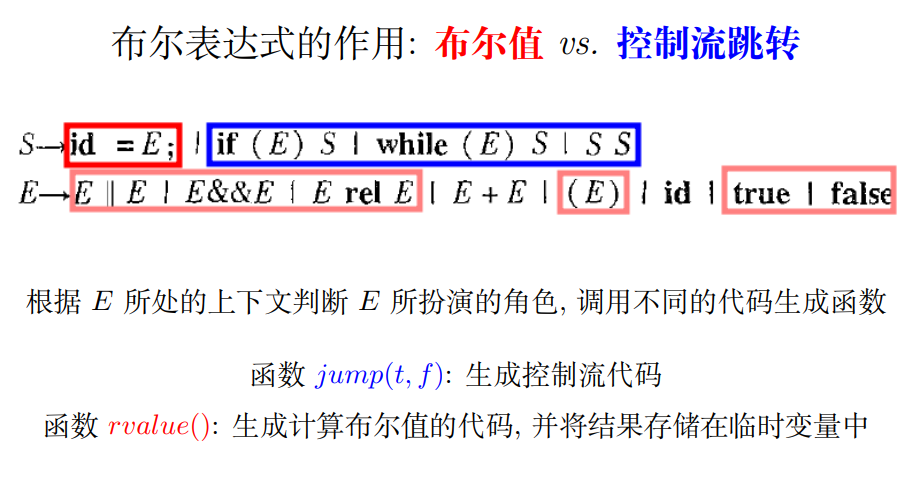 布尔表达式的作用: 布尔值 vs. 控制流跳转
S→id = E; | if (E) S | while (E) S | S S
E→E || E | E&&E | E rel E | E + E | (E) | id | true | false
根据 E 所处的上下文判断 E 所扮演的角色, 调用不同的代码生成函数
函数 jump(t, f): 生成控制流代码
函数 rvalue(): 生成计算布尔值的代码, 并将结果存储在临时变量中